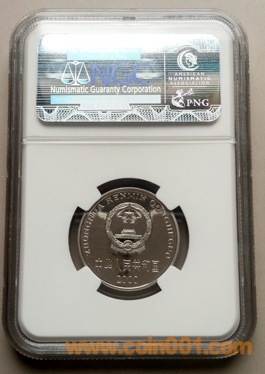 NGC
Numismatic Guaranty Corporation
AMERICAN
NUMISMATIC
ASSOCIATION
PNG
ZHONGHUA RENMIN GONGHEGUO
中华人民共和国
www.coin001.com